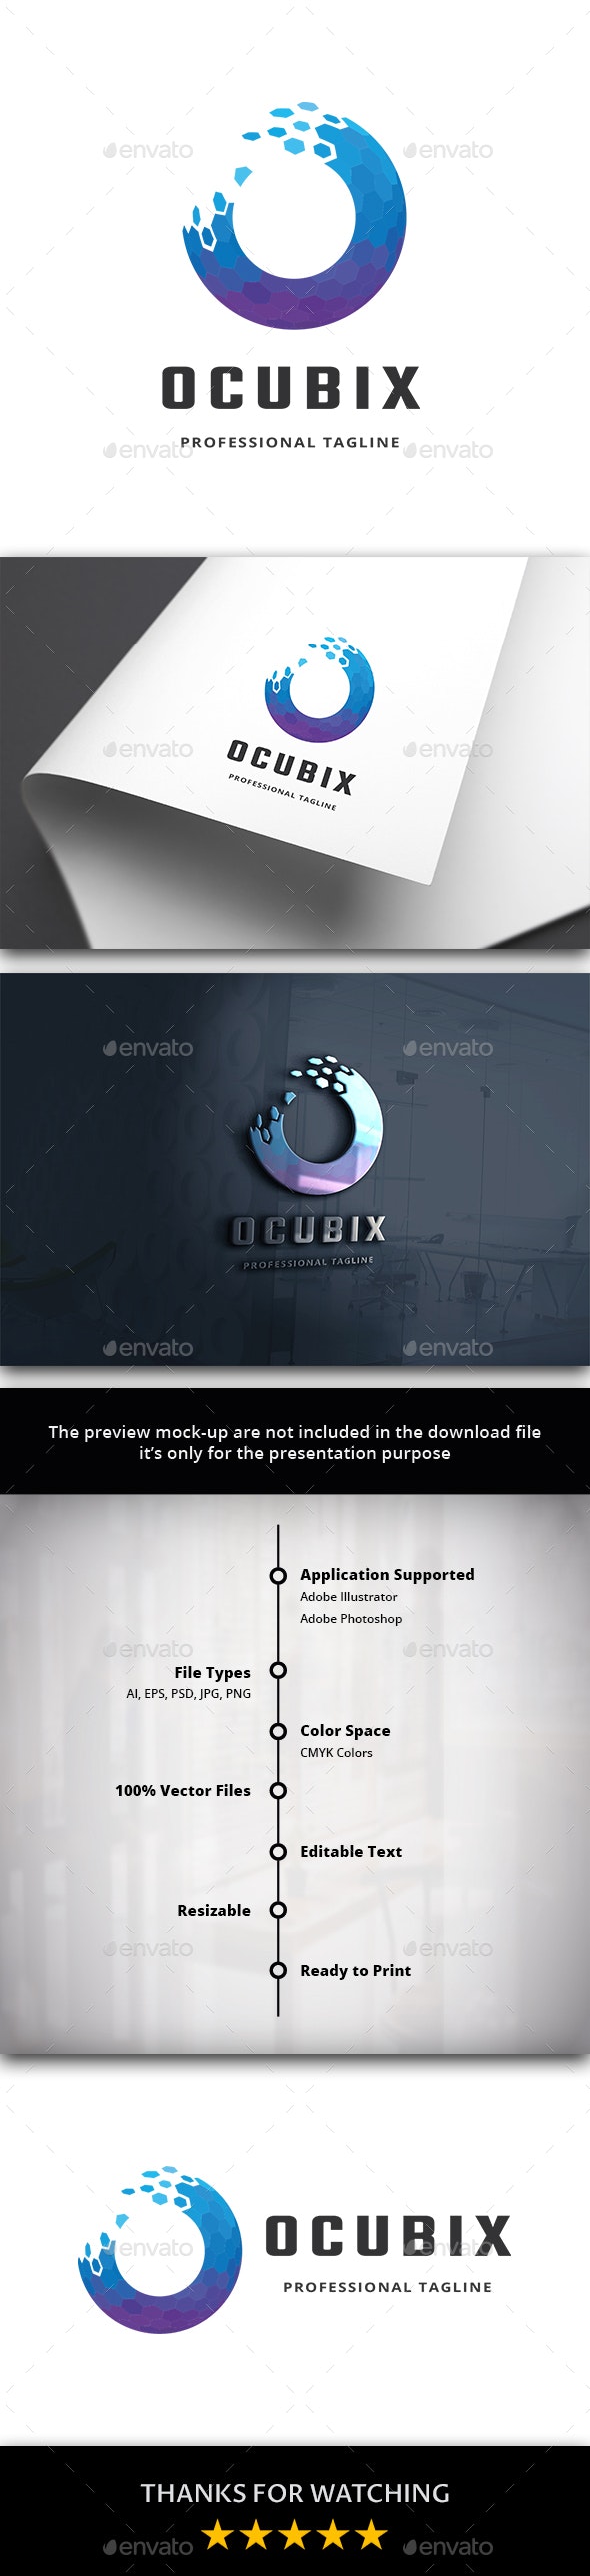 envato envato
OCUBIX
PROFESSIONAL TAGLINE
envato envato
OCUBIX
PROFESSIONAL TAGLINE
envato envato
envato envato
OCUBIX
PROFESSIONAL TAGLINE
envato envato
The preview mock-up are not included in the download file
it's only for the presentation purpose
Application Supported
Adobe Illustrator
Adobe Photoshop
envato envato
File Types
AI, EPS, PSD, JPG, PNG
Color Space
CMYK Colors
100% Vector Files
Editable Text
Resizable
envato envato
Ready to Print
OCUBIX
envato envato
PROFESSIONAL TAGLINE
THANKS FOR WATCHING
envato envato